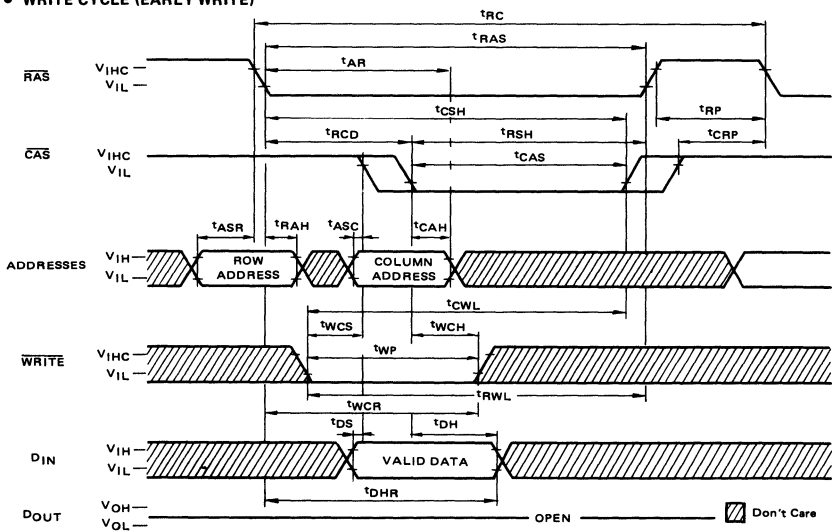 • WRITE CYCLE (EARLY WRITE)
tRC
tRAS
tAR
RAS
VIHC
VIL
tCSH
tRP
tRCD
tRSH
tCRP
CAS
VIHC
VIL
tCAS
tASR
tRAH
tASC
tCAH
ADDRESSES
VIH
VIL
ROW ADDRESS
COLUMN ADDRESS
tCWL
tWCS
tWCH
WRITE
VIHC
VIL
tWP
tRWL
tWCR
tDS
tDH
DIN
VIH
VIL
VALID DATA
tDHR
DOUT
VOH
VOL
OPEN
Don't Care